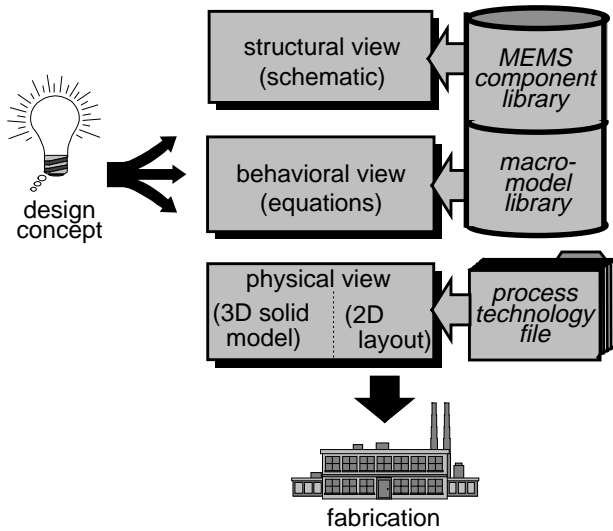 structural view
(schematic)
MEMS
component
library
design
concept
behavioral view
(equations)
macro-
model
library
physical view
(3D solid
model)
(2D
layout)
process
technology
file
fabrication